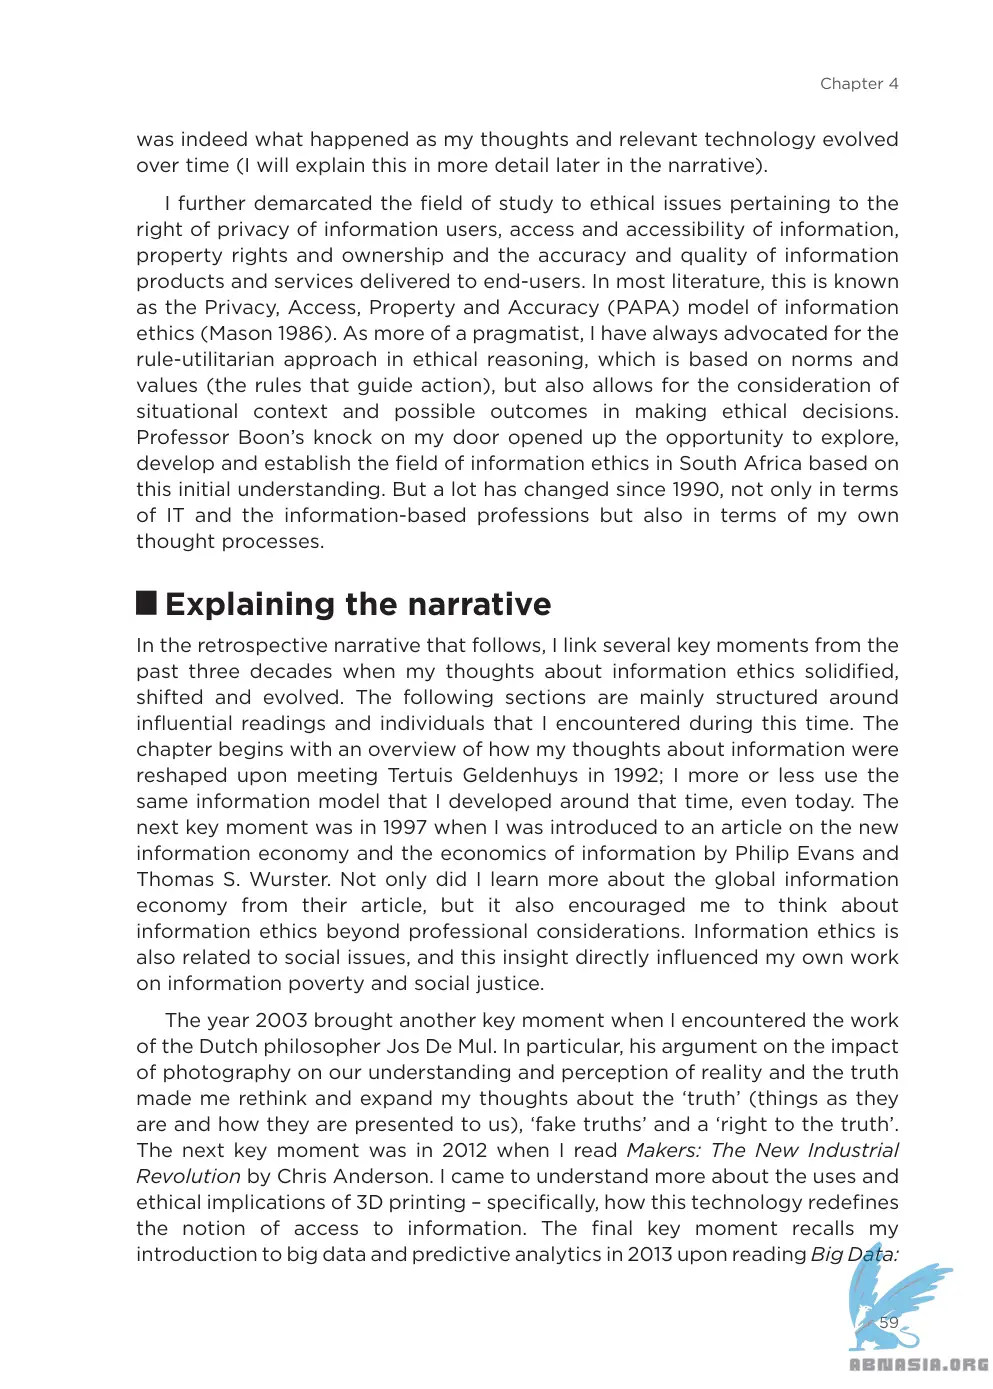 Chapter 4
was indeed what happened as my thoughts and relevant technology evolved
over time (I will explain this in more detail later in the narrative).
I further demarcated the field of study to ethical issues pertaining to the
right of privacy of information users, access and accessibility of information,
property rights and ownership and the accuracy and quality of information
products and services delivered to end-users. In most literature, this is known
as the Privacy, Access, Property and Accuracy (PAPA) model of information
ethics (Mason 1986). As more of a pragmatist, I have always advocated for the
rule-utilitarian approach in ethical reasoning, which is based on norms and
values (the rules that guide action), but also allows for the consideration of
situational context and possible outcomes in making ethical decisions.
Professor Boon’s knock on my door opened up the opportunity to explore,
develop and establish the field of information ethics in South Africa based on
this initial understanding. But a lot has changed since 1990, not only in terms
of IT and the information-based professions but also in terms of my own
thought processes.
Explaining the narrative
In the retrospective narrative that follows, I link several key moments from the
past three decades when my thoughts about information ethics solidified,
shifted and evolved. The following sections are mainly structured around
influential readings and individuals that I encountered during this time. The
chapter begins with an overview of how my thoughts about information were
reshaped upon meeting Tertuis Geldenhuys in 1992; I more or less use the
same information model that I developed around that time, even today. The
next key moment was in 1997 when I was introduced to an article on the new
information economy and the economics of information by Philip Evans and
Thomas S. Wurster. Not only did I learn more about the global information
economy from their article, but it also encouraged me to think about
information ethics beyond professional considerations. Information ethics is
also related to social issues, and this insight directly influenced my own work
on information poverty and social justice.
The year 2003 brought another key moment when I encountered the work
of the Dutch philosopher Jos De Mul. In particular, his argument on the impact
of photography on our understanding and perception of reality and the truth
made me rethink and expand my thoughts about the ‘truth’ (things as they
are and how they are presented to us), ‘fake truths’ and a ‘right to the truth’.
The next key moment was in 2012 when I read Makers: The New Industrial
Revolution by Chris Anderson. I came to understand more about the uses and
ethical implications of 3D printing – specifically, how this technology redefines
the notion of access to information. The final key moment recalls my
introduction to big data and predictive analytics in 2013 upon reading Big Data:
59
ABNASIA.ORG